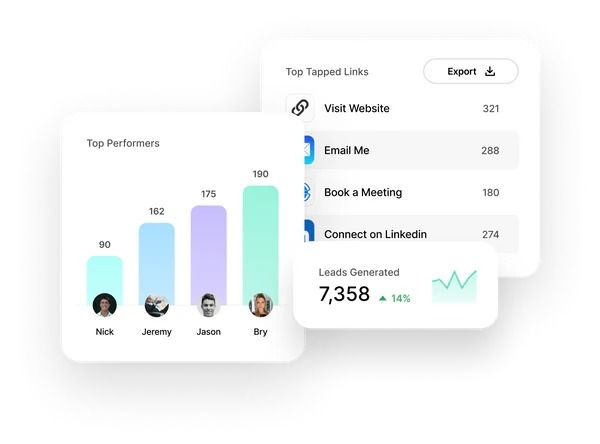 Top Tapped Links
Export
Visit Website 321
Email Me 288
Book a Meeting 180
Connect on Linkedin 274
Top Performers
90
162
175
190
Nick
Jeremy
Jason
Bry
Leads Generated
7,358 ▲ 14%